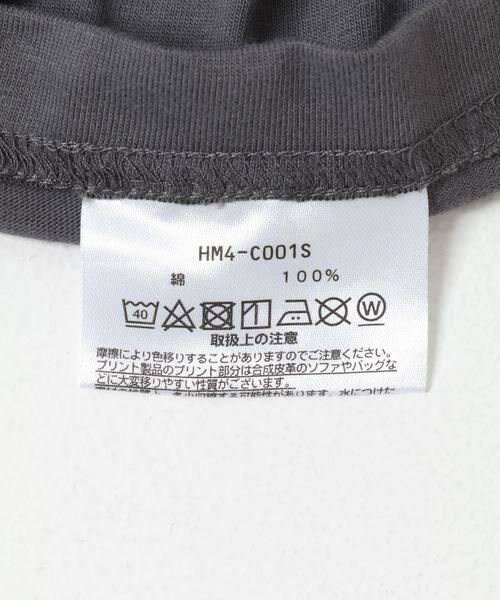 HM4-C001S
綿 100%
40 W
取扱上の注意
摩擦により色移りすることがありますのでご注意ください。
プリント製品のプリント部分は合成皮革のソファやバッグな
どに大変移りやすい性質がございます。